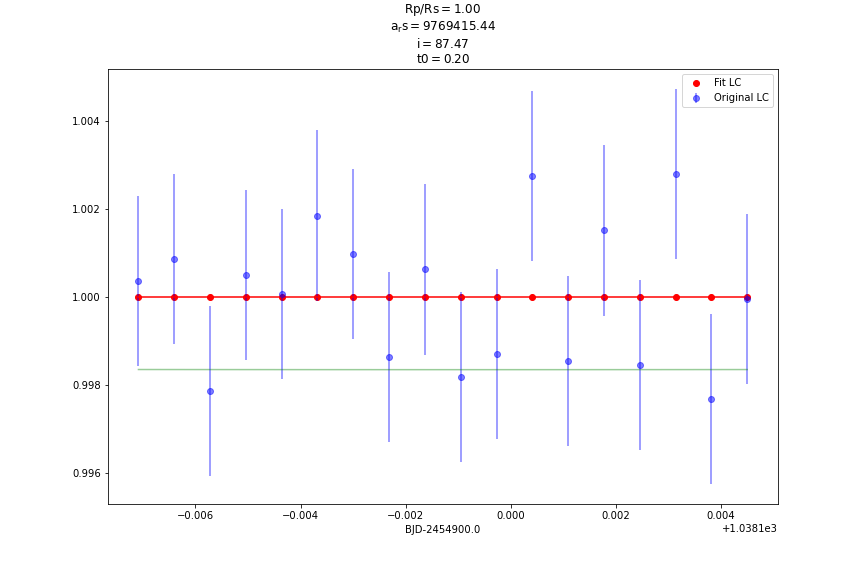 Rp/Rs = 1.00
aᵣs = 9769415.44
i = 87.47
t0 = 0.20
Fit LC
Original LC
1.004
1.002
1.000
0.998
0.996
−0.006
−0.004
−0.002
0.000
0.002
0.004
BJD-2454900.0
+1.0381e3